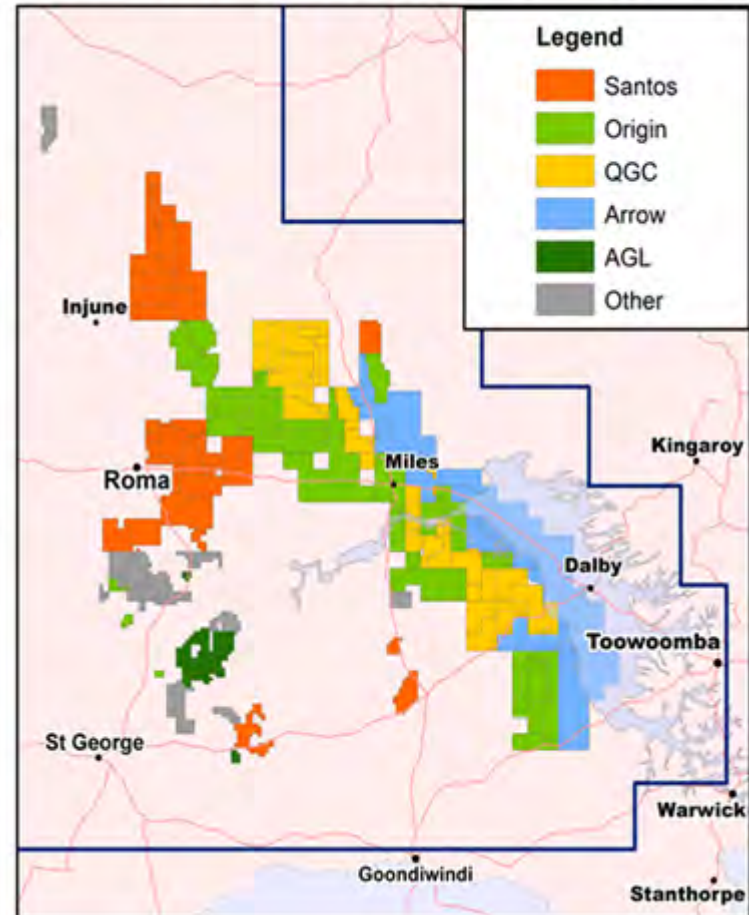 Legend
Santos
Origin
QGC
Arrow
AGL
Other
Injune
Kingaroy
Roma
Miles
Dalby
Toowoomba
St George
Warwick
Goondiwindi
Stanthorpe